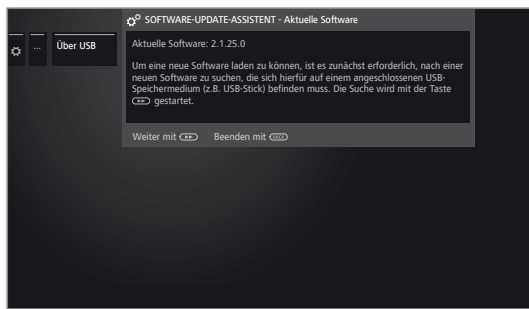 SOFTWARE-UPDATE-ASSISTENT - Aktuelle Software
... Über USB
Aktuelle Software: 2.1.25.0
Um eine neue Software laden zu können, ist es zunächst erforderlich, nach einer
neuen Software zu suchen, die sich hierfür auf einem angeschlossenen USB-
Speichermedium (z.B. USB-Stick) befinden muss. Die Suche wird mit der Taste
gestartet.
Weiter mit Beenden mit BACK